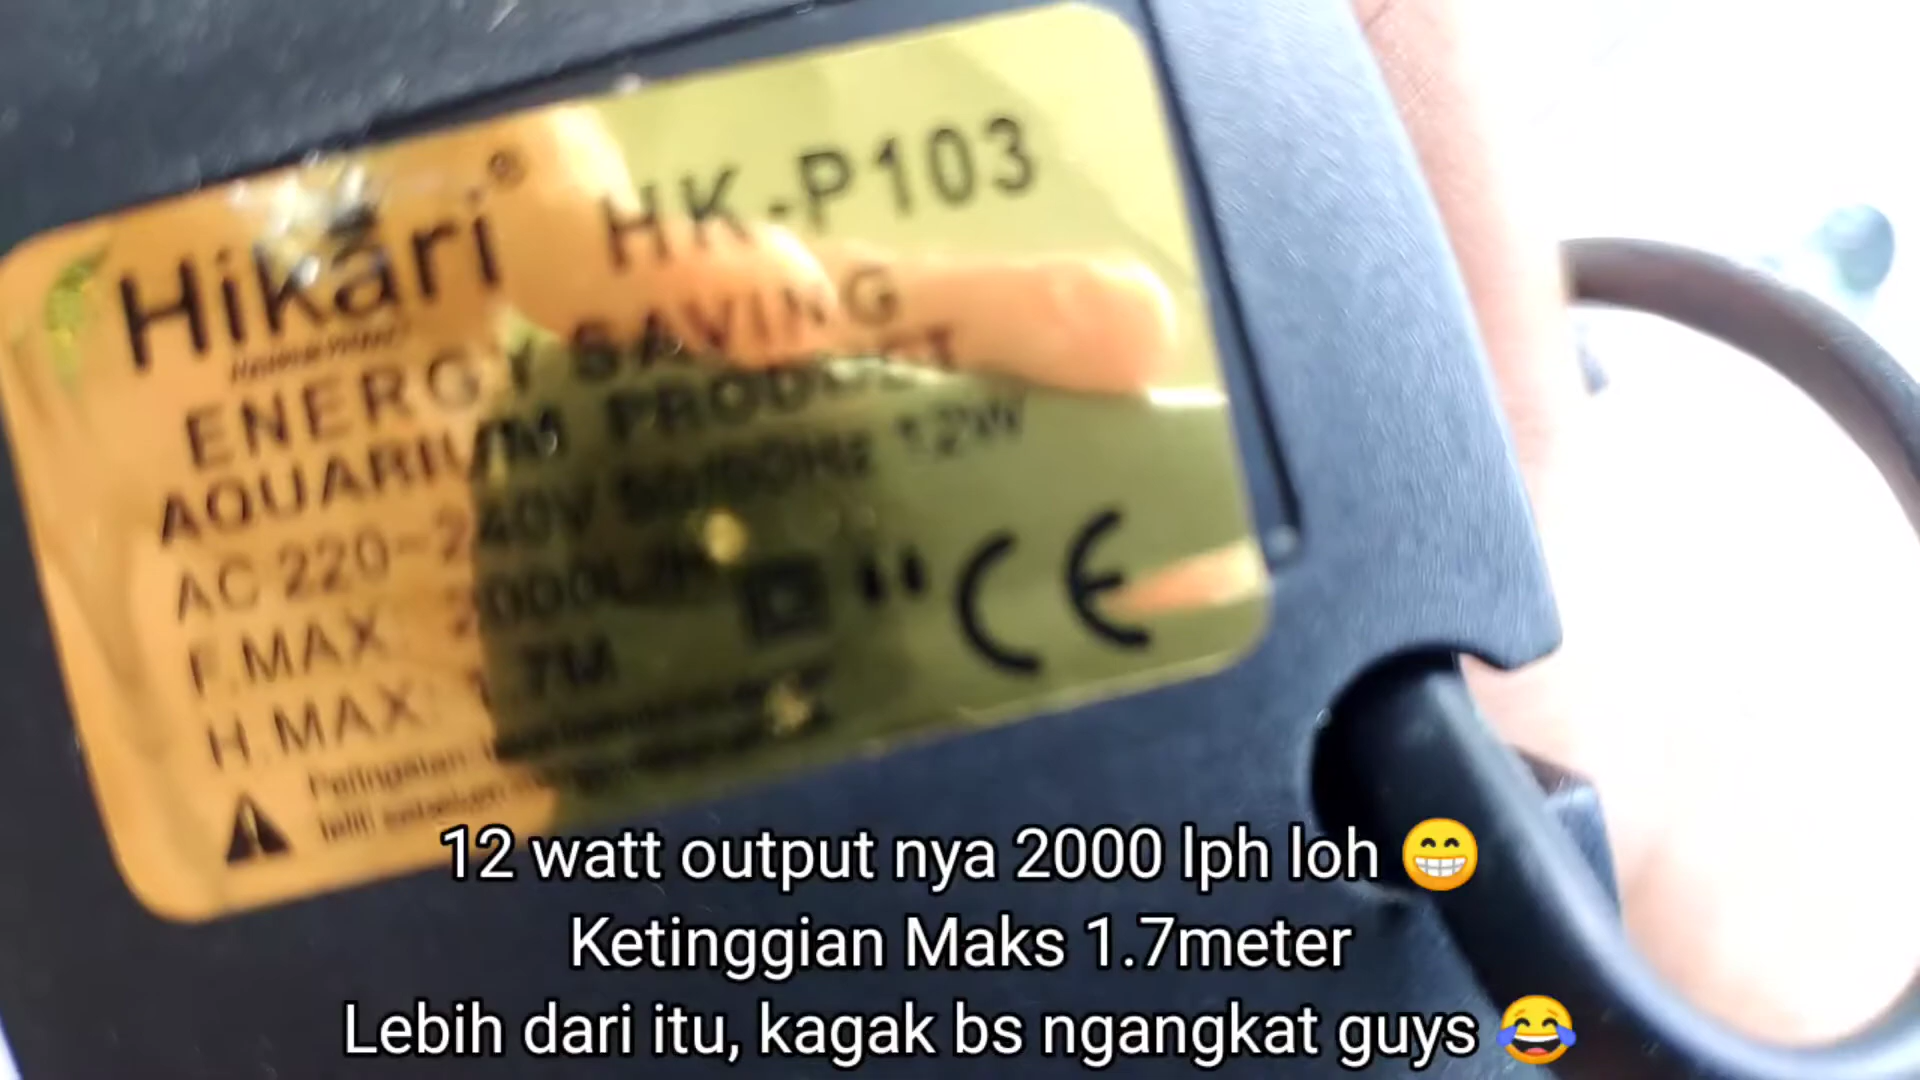 Hikari® HK-P103
ENERGY SAVING
AQUARIUM PRODUCT
AC 220-240V 50/60Hz 12W
F.MAX: 2000L/H
H.MAX: 1.7M
CE
Peringatan:
12 watt output nya 2000 lph loh 😁
Ketinggian Maks 1.7meter
Lebih dari itu, kagak bs ngangkat guys 😂